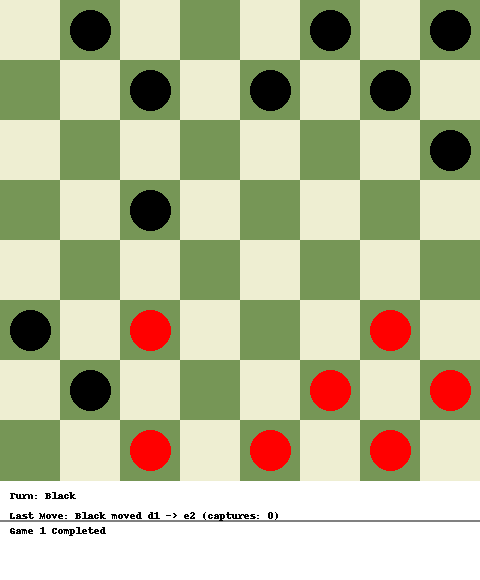 Turn: Black
Last Move: Black moved d1 -> e2 (captures: 0)
Game 1 Completed